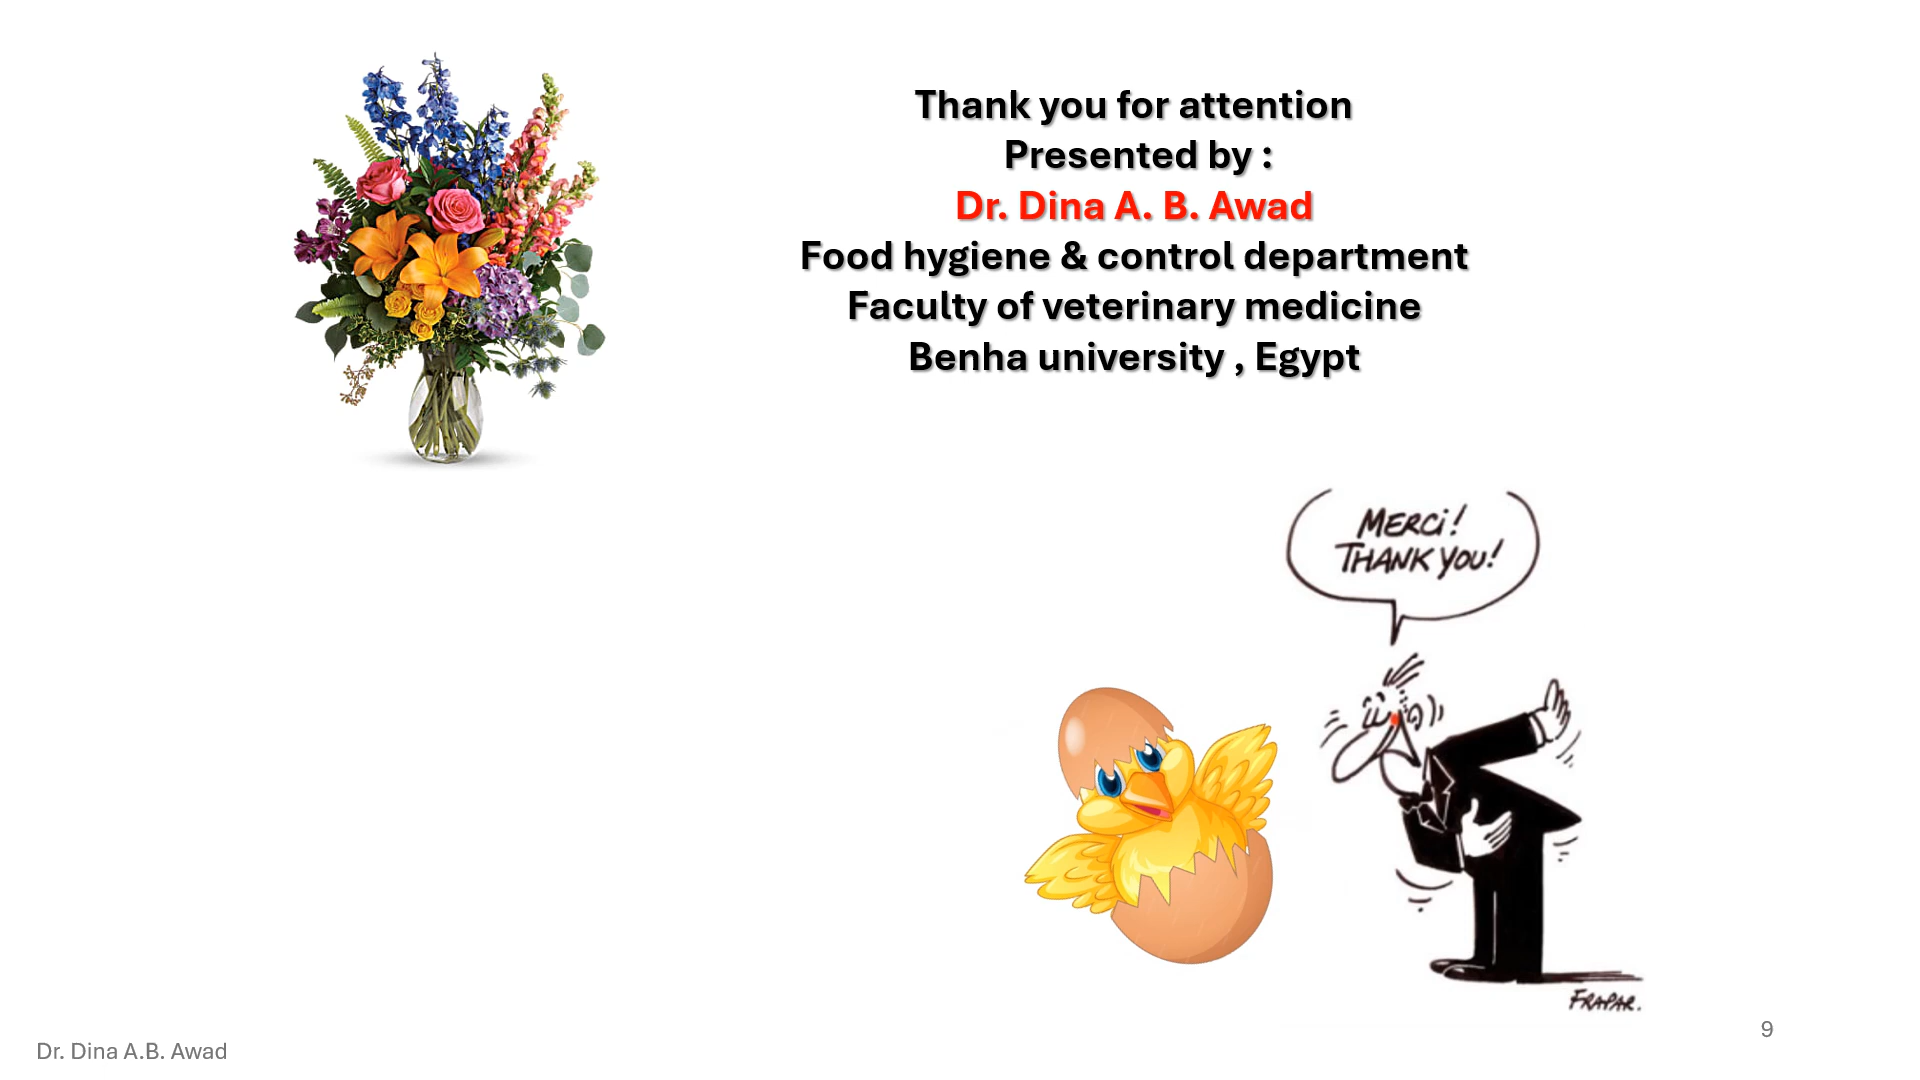 Thank you for attention
Presented by :
Dr. Dina A. B. Awad
Food hygiene & control department
Faculty of veterinary medicine
Benha university , Egypt
MERCi!
THANK YOU!
FRAPAR.
9
Dr. Dina A.B. Awad